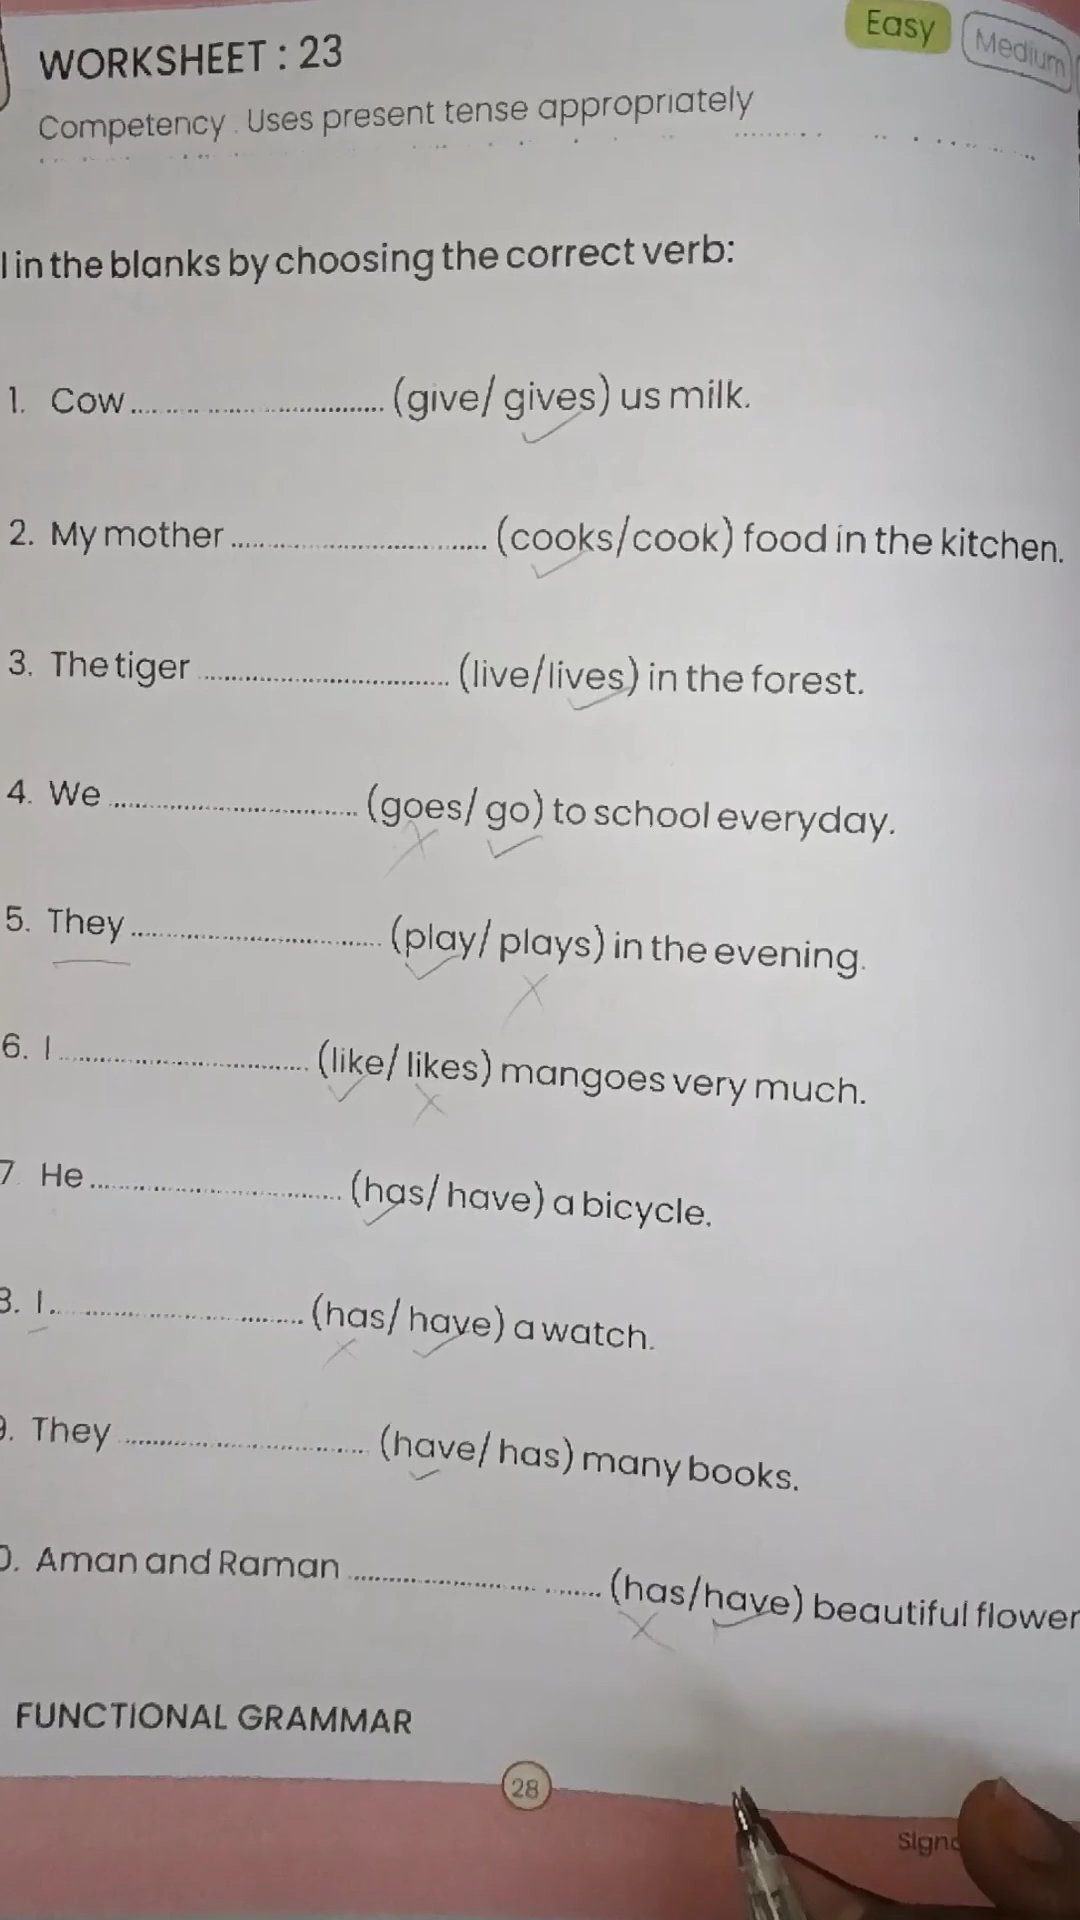 Easy
Medium
WORKSHEET : 23
Competency. Uses present tense appropriately
l in the blanks by choosing the correct verb:
1. Cow .............................. (give/ gives) us milk.
2. My mother .............................. (cooks/cook) food in the kitchen.
3. The tiger .............................. (live/lives) in the forest.
4. We .............................. (goes/ go) to school everyday.
5. They .............................. (play/ plays) in the evening.
6. I .............................. (like/ likes) mangoes very much.
7. He .............................. (has/ have) a bicycle.
8. I .............................. (has/ have) a watch.
9. They .............................. (have/ has) many books.
0. Aman and Raman .............................. (has/have) beautiful flower
FUNCTIONAL GRAMMAR
28